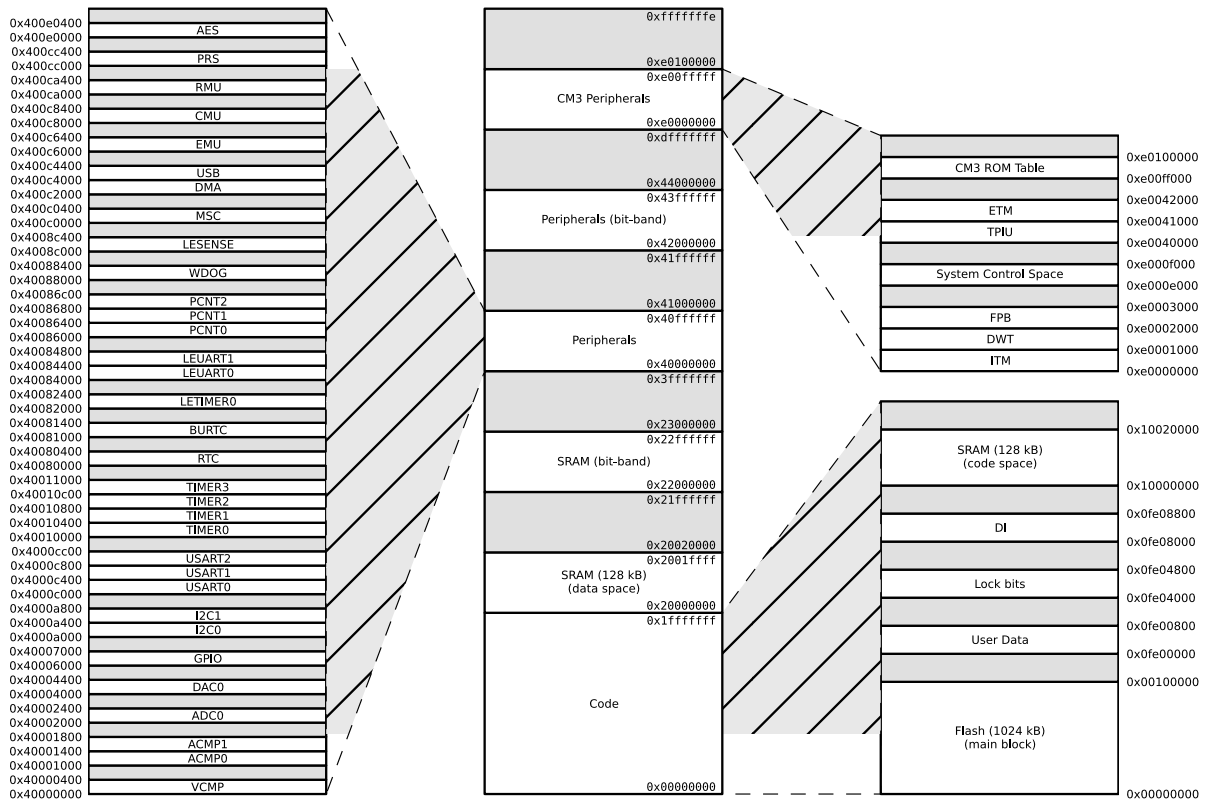 0x400e0400
AES
0x400e0000
0x400cc400
PRS
0x400cc000
0x400ca400
RMU
0x400ca000
0x400c8400
CMU
0x400c8000
0x400c6400
EMU
0x400c6000
0x400c4400
USB
0x400c4000
DMA
0x400c2000
0x400c0400
MSC
0x400c0000
0x4008c400
LESENSE
0x4008c000
0x40088400
WDOG
0x40088000
0x40086c00
PCNT2
0x40086800
PCNT1
0x40086400
PCNT0
0x40086000
0x40084800
LEUART1
0x40084400
LEUART0
0x40084000
0x40082400
LETIMER0
0x40082000
0x40081400
BURTC
0x40081000
0x40080400
RTC
0x40080000
0x40011000
TIMER3
0x40010c00
TIMER2
0x40010800
TIMER1
0x40010400
TIMER0
0x40010000
0x4000cc00
USART2
0x4000c800
USART1
0x4000c400
USART0
0x4000c000
0x4000a800
I2C1
0x4000a400
I2C0
0x4000a000
0x40007000
GPIO
0x40006000
0x40004400
DAC0
0x40004000
0x40002400
ADC0
0x40002000
0x40001800
ACMP1
0x40001400
ACMP0
0x40001000
0x40000400
VCMP
0x40000000
0xfffffffe
0xe0100000
0xe00fffff
CM3 Peripherals
0xe0000000
0xdfffffff
0x44000000
0x43ffffff
Peripherals (bit-band)
0x42000000
0x41ffffff
0x41000000
0x40ffffff
Peripherals
0x40000000
0x3fffffff
0x23000000
0x22ffffff
SRAM (bit-band)
0x22000000
0x21ffffff
0x20020000
0x2001ffff
SRAM (128 kB)
(data space)
0x20000000
0x1fffffff
Code
0x00000000
0xe0100000
CM3 ROM Table
0xe00ff000
0xe0042000
ETM
0xe0041000
TPIU
0xe0040000
0xe000f000
System Control Space
0xe000e000
0xe0003000
FPB
0xe0002000
DWT
0xe0001000
ITM
0xe0000000
0x10020000
SRAM (128 kB)
(code space)
0x10000000
0x0fe08800
DI
0x0fe08000
0x0fe04800
Lock bits
0x0fe04000
0x0fe00800
User Data
0x0fe00000
0x00100000
Flash (1024 kB)
(main block)
0x00000000